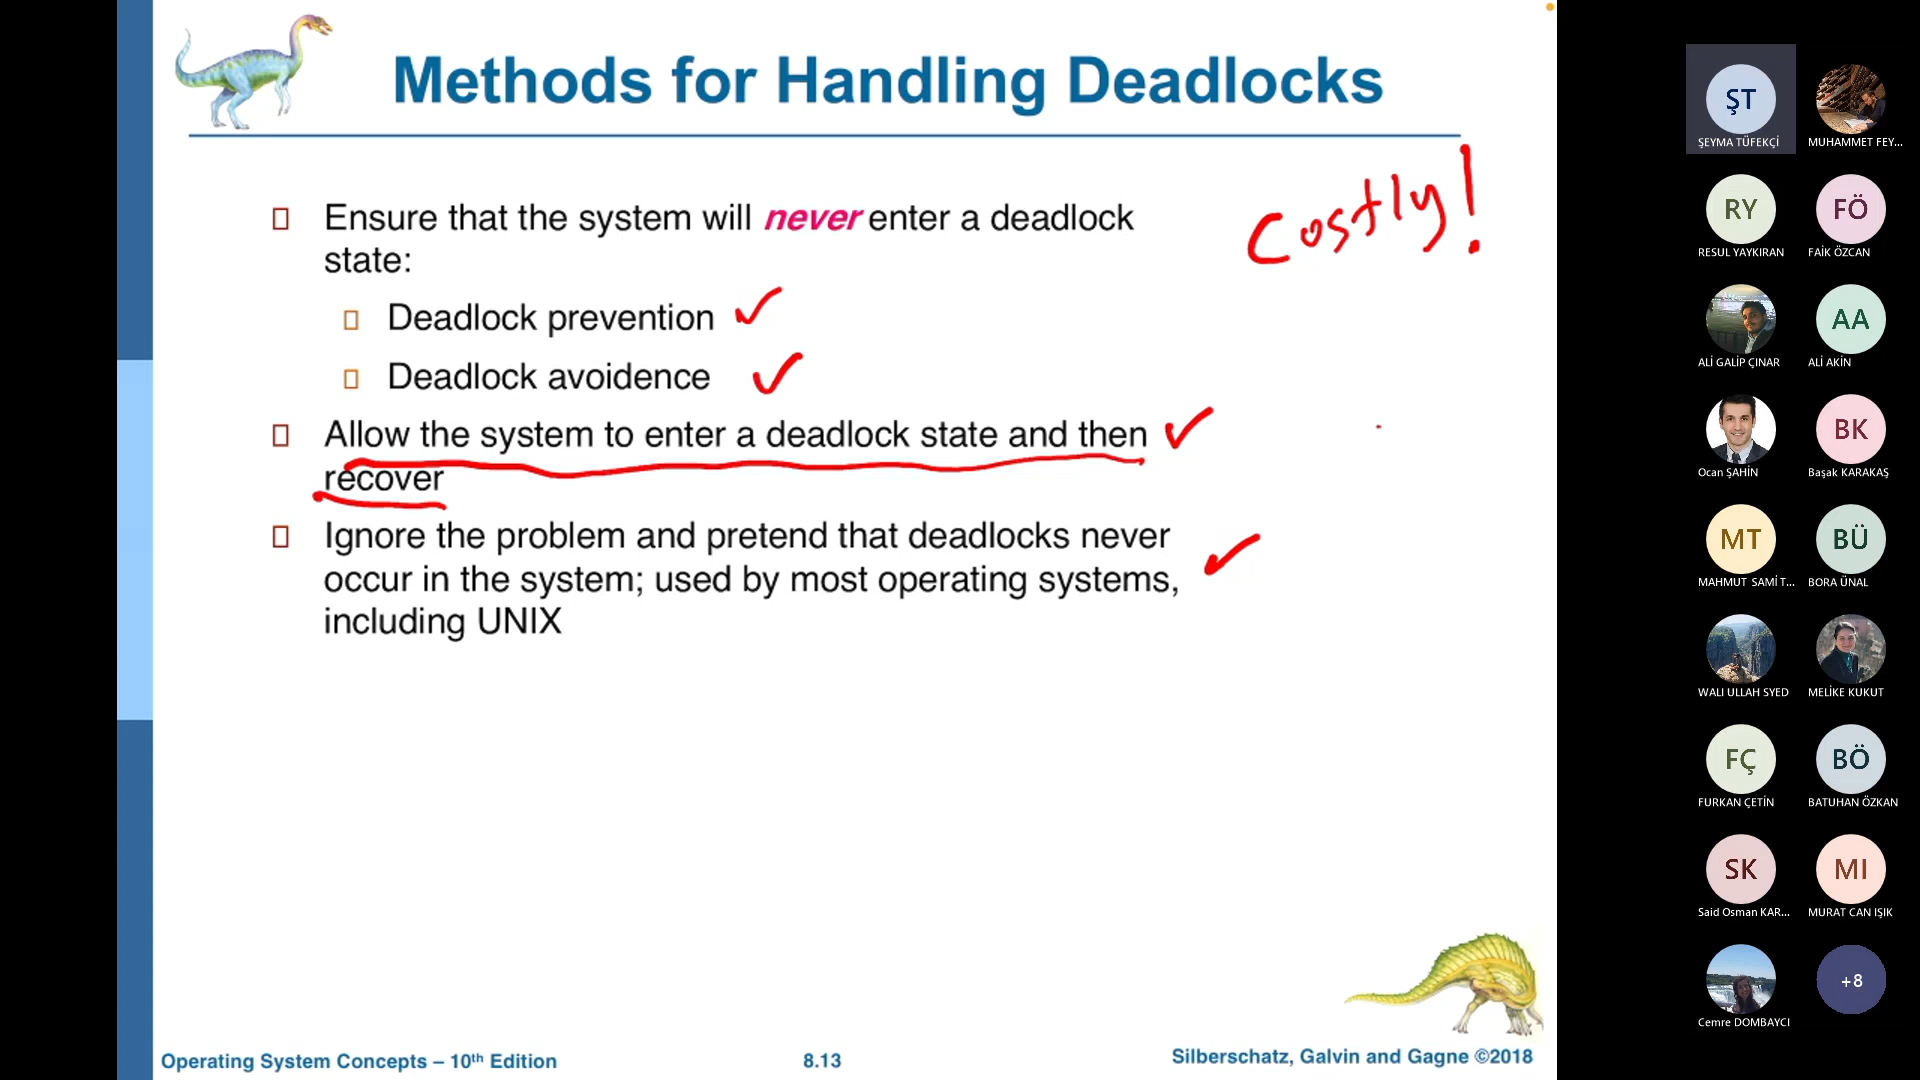 Methods for Handling Deadlocks
Costly!
Ensure that the system will never enter a deadlock
state:
Deadlock prevention
Deadlock avoidence
Allow the system to enter a deadlock state and then
recover
Ignore the problem and pretend that deadlocks never
occur in the system; used by most operating systems,
including UNIX
Operating System Concepts – 10th Edition
8.13
Silberschatz, Galvin and Gagne ©2018
ŞT
ŞEYMA TÜFEKÇİ
MUHAMMET FEY...
RY
RESUL YAYKIRAN
FÖ
FAİK ÖZCAN
ALİ GALİP ÇINAR
AA
ALİ AKİN
Ocan ŞAHİN
BK
Başak KARAKAŞ
MT
MAHMUT SAMİ T...
BÜ
BORA ÜNAL
WALI ULLAH SYED
MELİKE KUKUT
FÇ
FURKAN ÇETİN
BÖ
BATUHAN ÖZKAN
SK
Said Osman KAR...
MI
MURAT CAN IŞIK
Cemre DOMBAYCI
+8